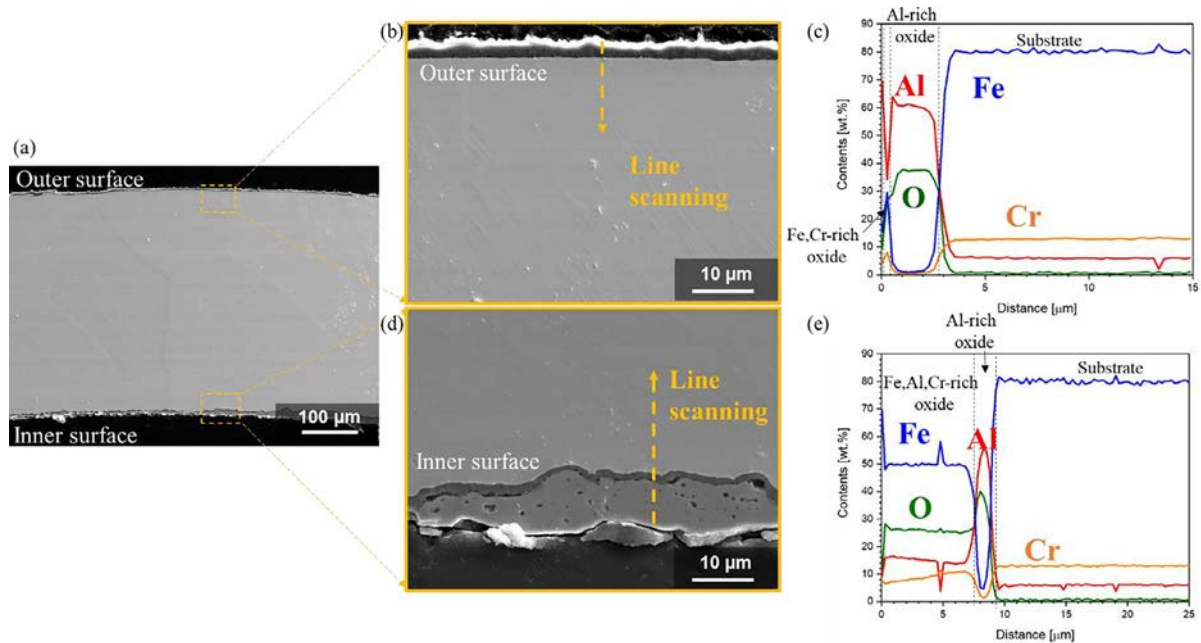 (a)
Outer surface
100 μm
Inner surface
(b)
Outer surface
Line
scanning
10 μm
(c)
Al-rich
oxide
Substrate
Al
Fe
O
Cr
Fe,Cr-rich
oxide
Contents [wt.%]
90
80
70
60
50
40
30
20
10
0
0
5
10
15
Distance [μm]
(d)
Line
scanning
Inner surface
10 μm
(e)
Al-rich
oxide
Fe,Al,Cr-rich
oxide
Substrate
Fe
Al
O
Cr
Contents [wt.%]
90
80
70
60
50
40
30
20
10
0
0
5
10
15
20
25
Distance [μm]